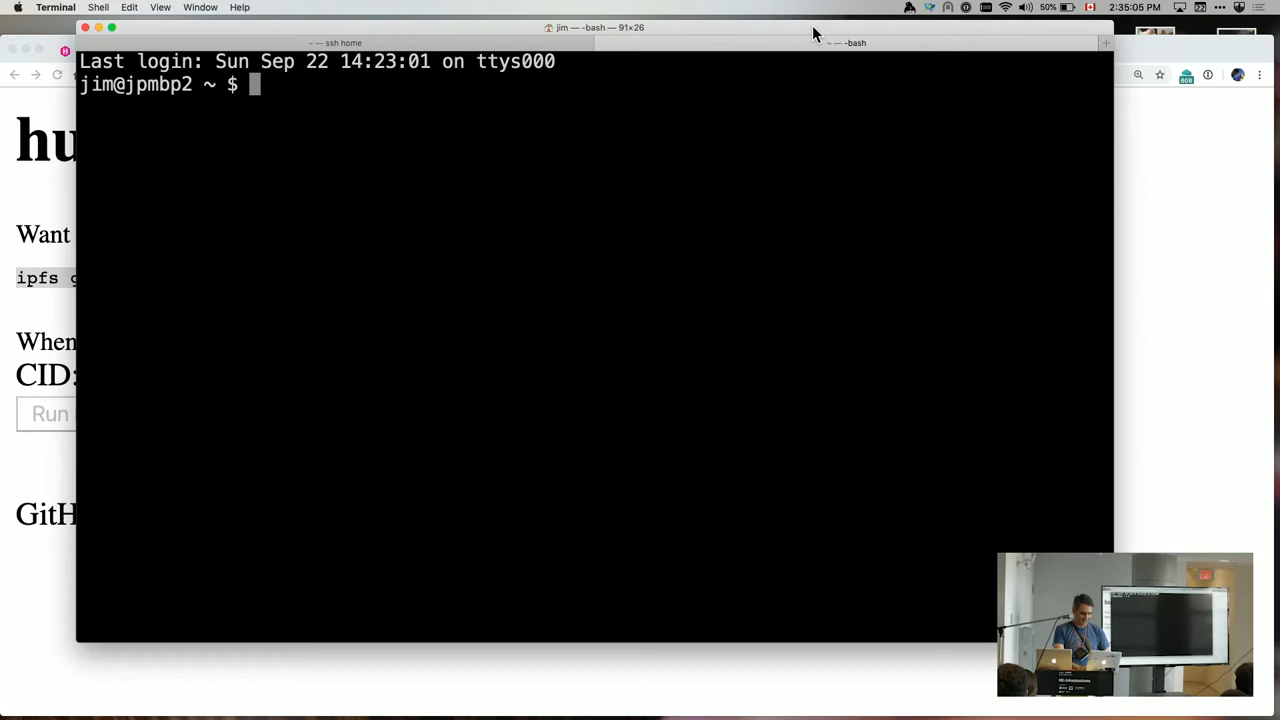 Terminal Shell Edit View Window Help
50% 2:35:05 PM
jim — -bash — 91×26
~ — ssh home
~ — -bash
Last login: Sun Sep 22 14:23:01 on ttys000
jim@jpmbp2 ~ $
808
hu
Want
ipfs g
When
CID:
Run
GitH